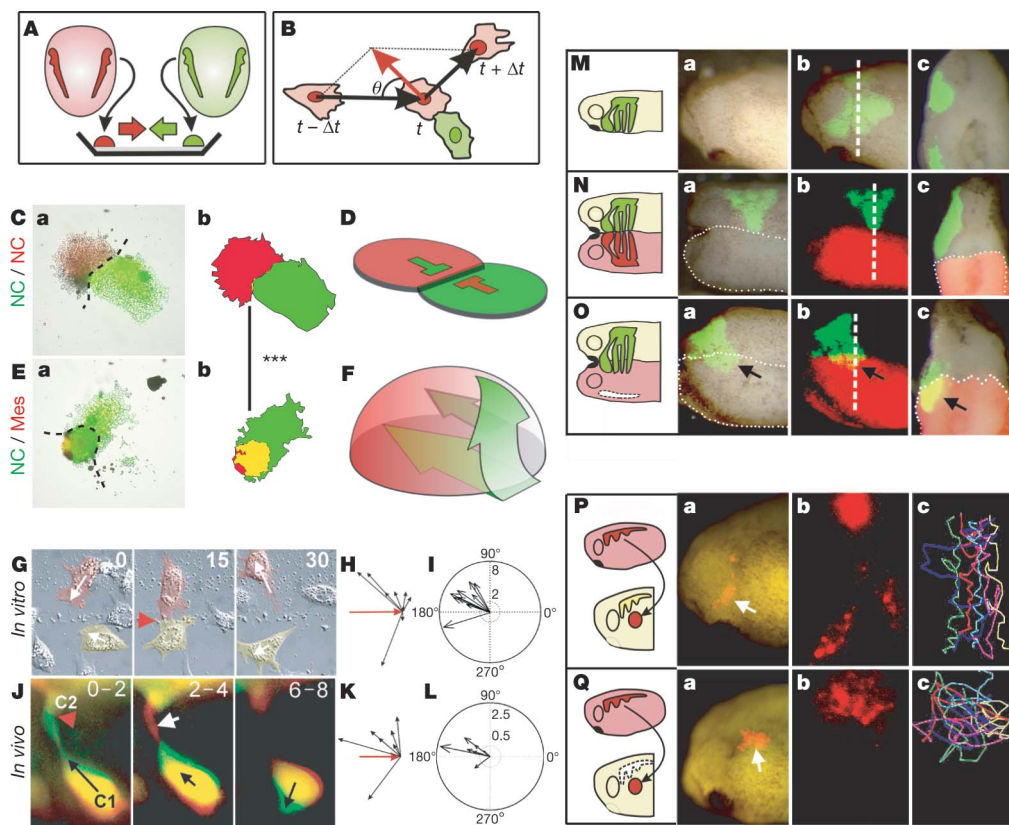 A
B
θ
t + Δt
t
t − Δt
C
a
b
D
NC / NC
***
E
a
b
F
NC / Mes
G
0
15
30
In vitro
H
I
90°
8
2
180°
0°
270°
J
0–2
2–4
6–8
C2
C1
In vivo
K
L
90°
2.5
0.5
180°
0°
270°
M
a
b
c
N
a
b
c
O
a
b
c
P
a
b
c
Q
a
b
c